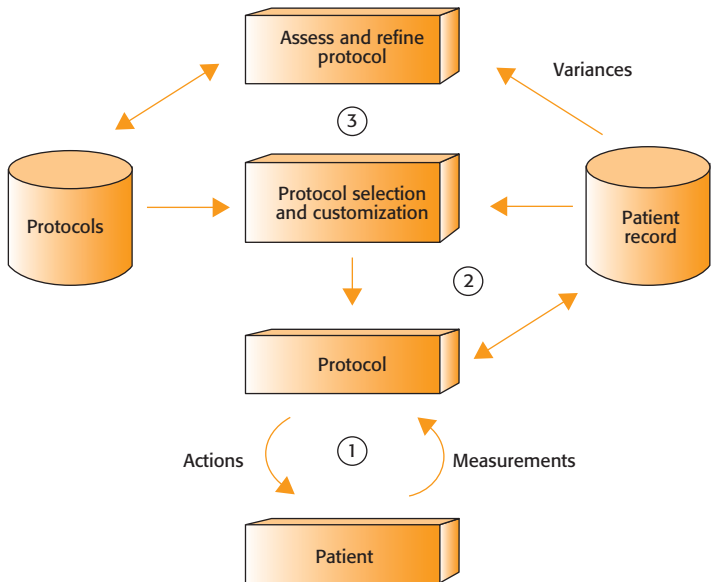 Assess and refine
protocol
Variances
3
Protocol selection
and customization
Protocols
Patient
record
2
Protocol
1
Actions
Measurements
Patient